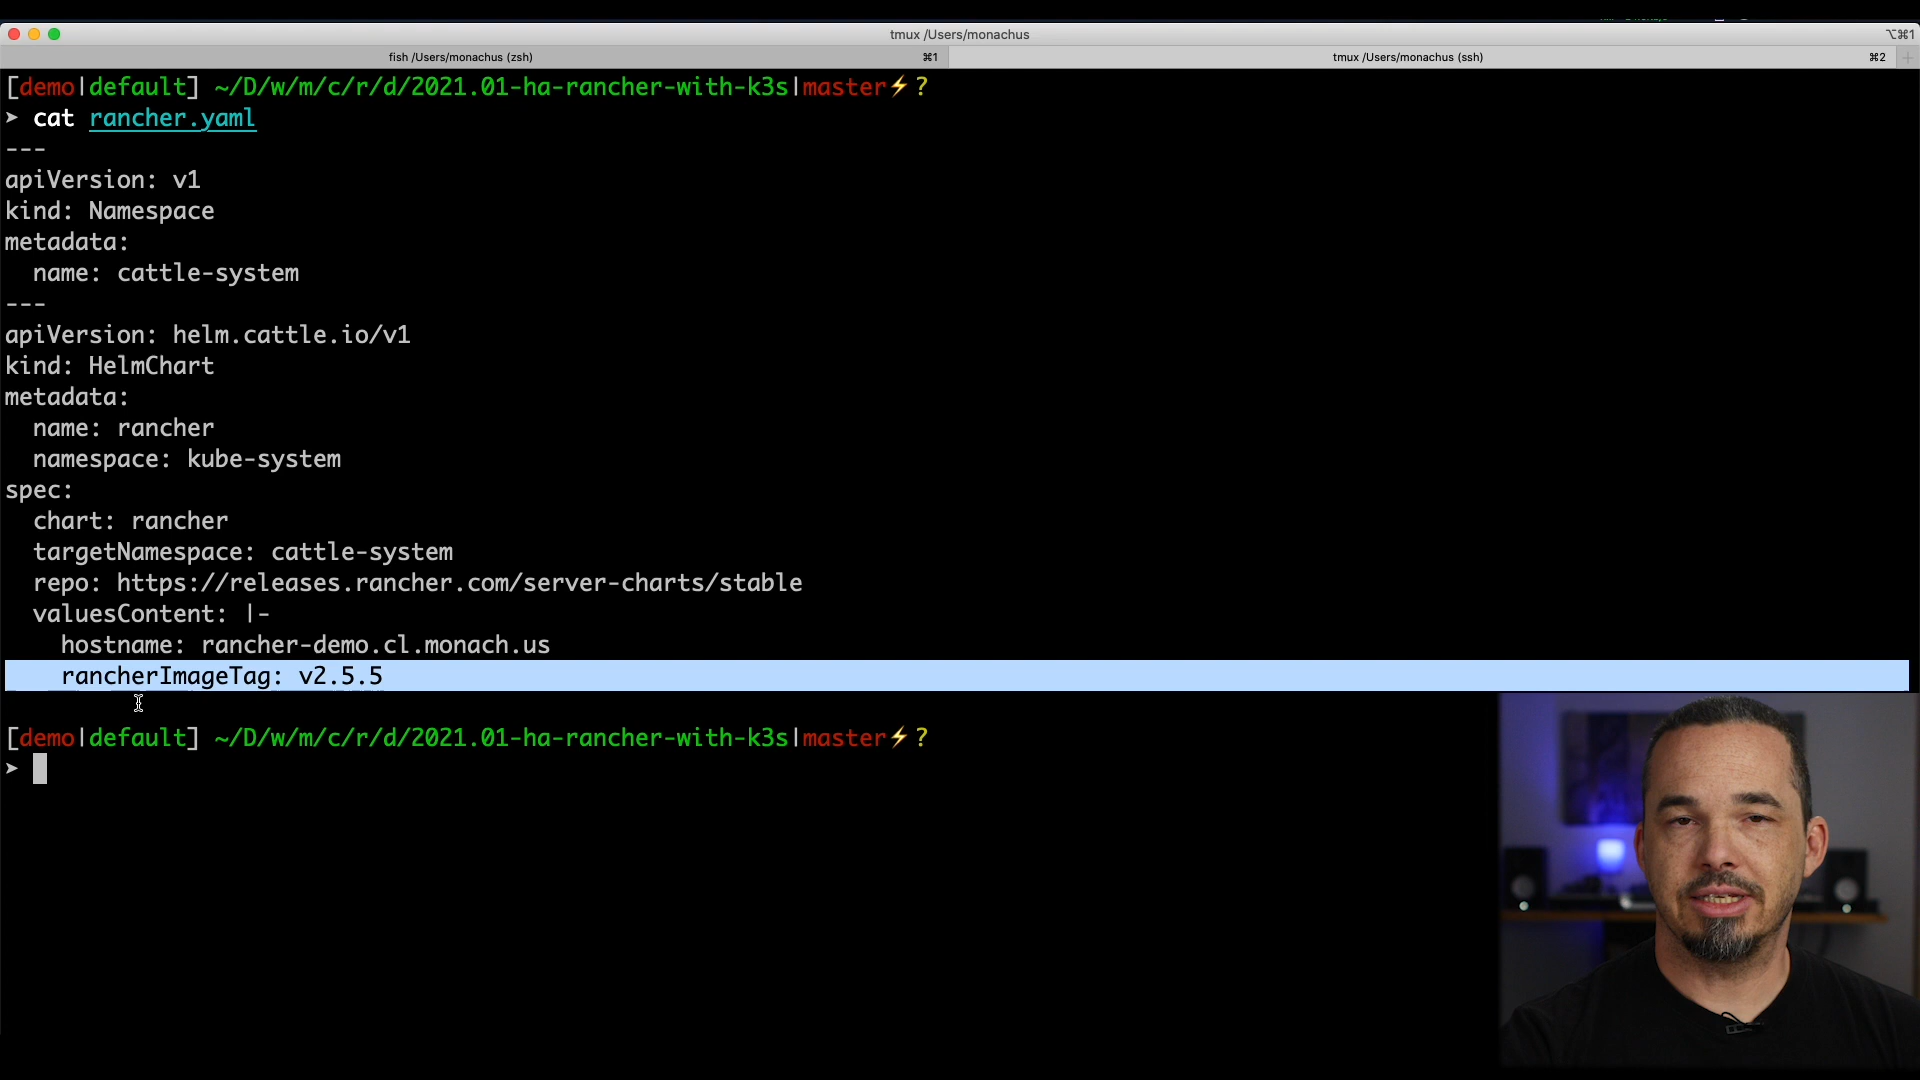 tmux /Users/monachus
⌥⌘1
fish /Users/monachus (zsh)
⌘1
tmux /Users/monachus (ssh)
⌘2
[demo|default] ~/D/w/m/c/r/d/2021.01-ha-rancher-with-k3s|master⚡?
➤ cat rancher.yaml
---
apiVersion: v1
kind: Namespace
metadata:
  name: cattle-system
---
apiVersion: helm.cattle.io/v1
kind: HelmChart
metadata:
  name: rancher
  namespace: kube-system
spec:
  chart: rancher
  targetNamespace: cattle-system
  repo: https://releases.rancher.com/server-charts/stable
  valuesContent: |-
    hostname: rancher-demo.cl.monach.us
    rancherImageTag: v2.5.5
[demo|default] ~/D/w/m/c/r/d/2021.01-ha-rancher-with-k3s|master⚡?
➤